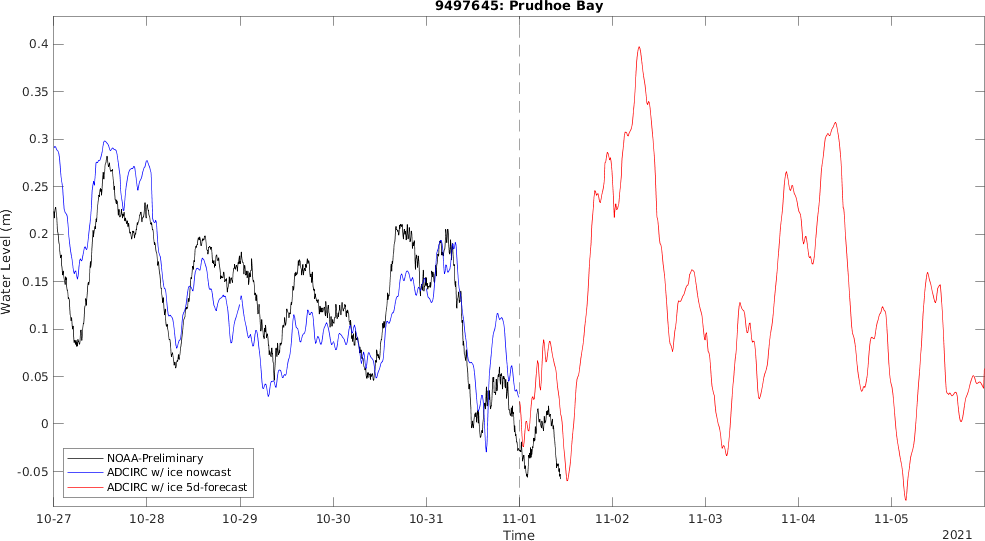 9497645: Prudhoe Bay
Water Level (m)
0.4
0.35
0.3
0.25
0.2
0.15
0.1
0.05
0
-0.05
NOAA-Preliminary
ADCIRC w/ ice nowcast
ADCIRC w/ ice 5d-forecast
10-27 10-28 10-29 10-30 10-31 11-01 11-02 11-03 11-04 11-05
Time
2021